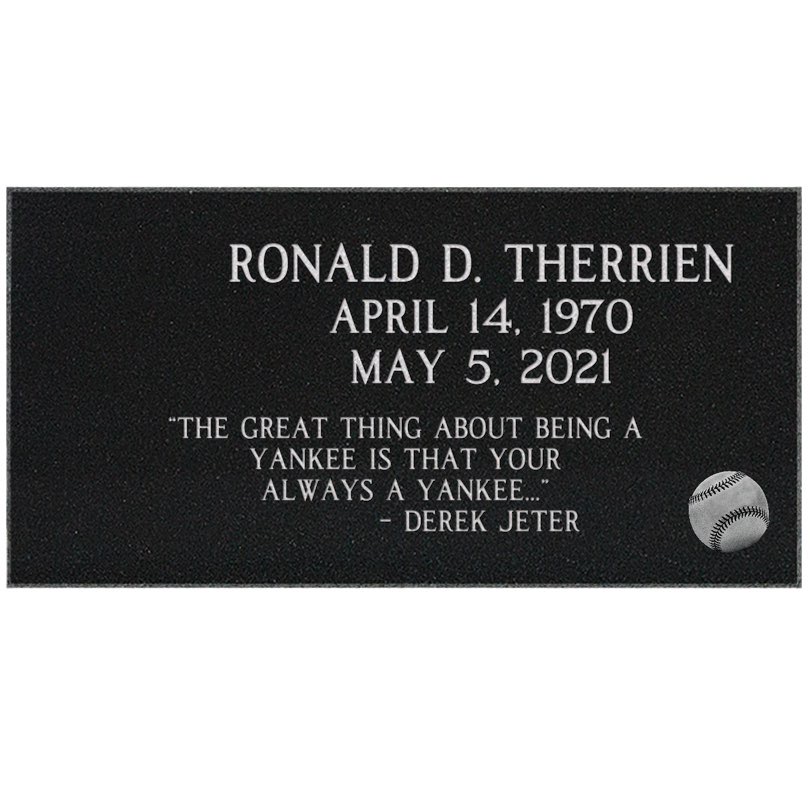 RONALD D. THERRIEN
APRIL 14, 1970
MAY 5, 2021
“THE GREAT THING ABOUT BEING A
YANKEE IS THAT YOUR
ALWAYS A YANKEE...”
– DEREK JETER